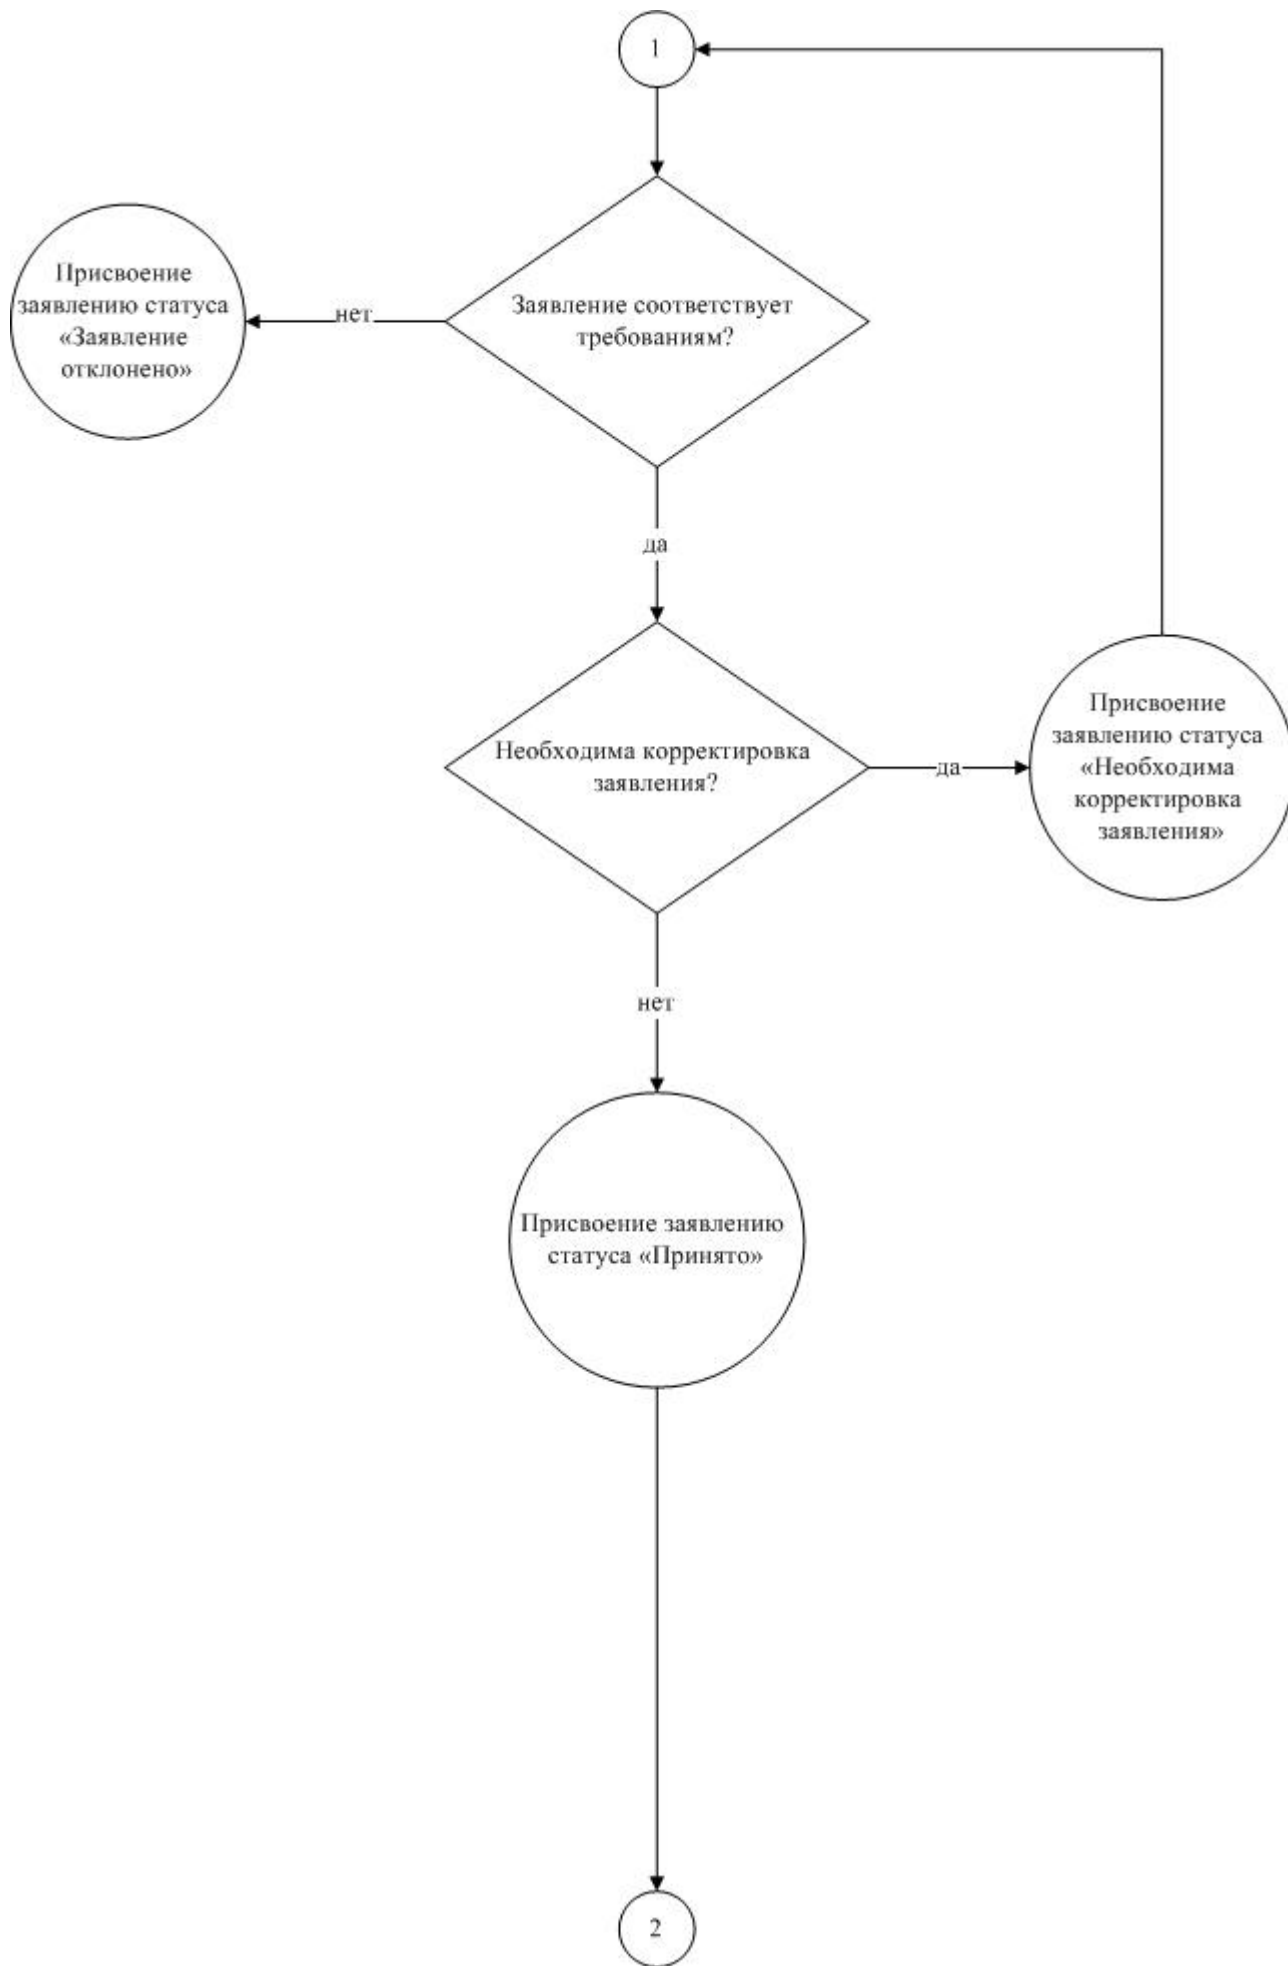 1
Заявление соответствует
требованиям?
нет
Присвоение
заявлению статуса
«Заявление
отклонено»
да
Необходима корректировка
заявления?
да
Присвоение
заявлению статуса
«Необходима
корректировка
заявления»
нет
Присвоение заявлению
статуса «Принято»
2